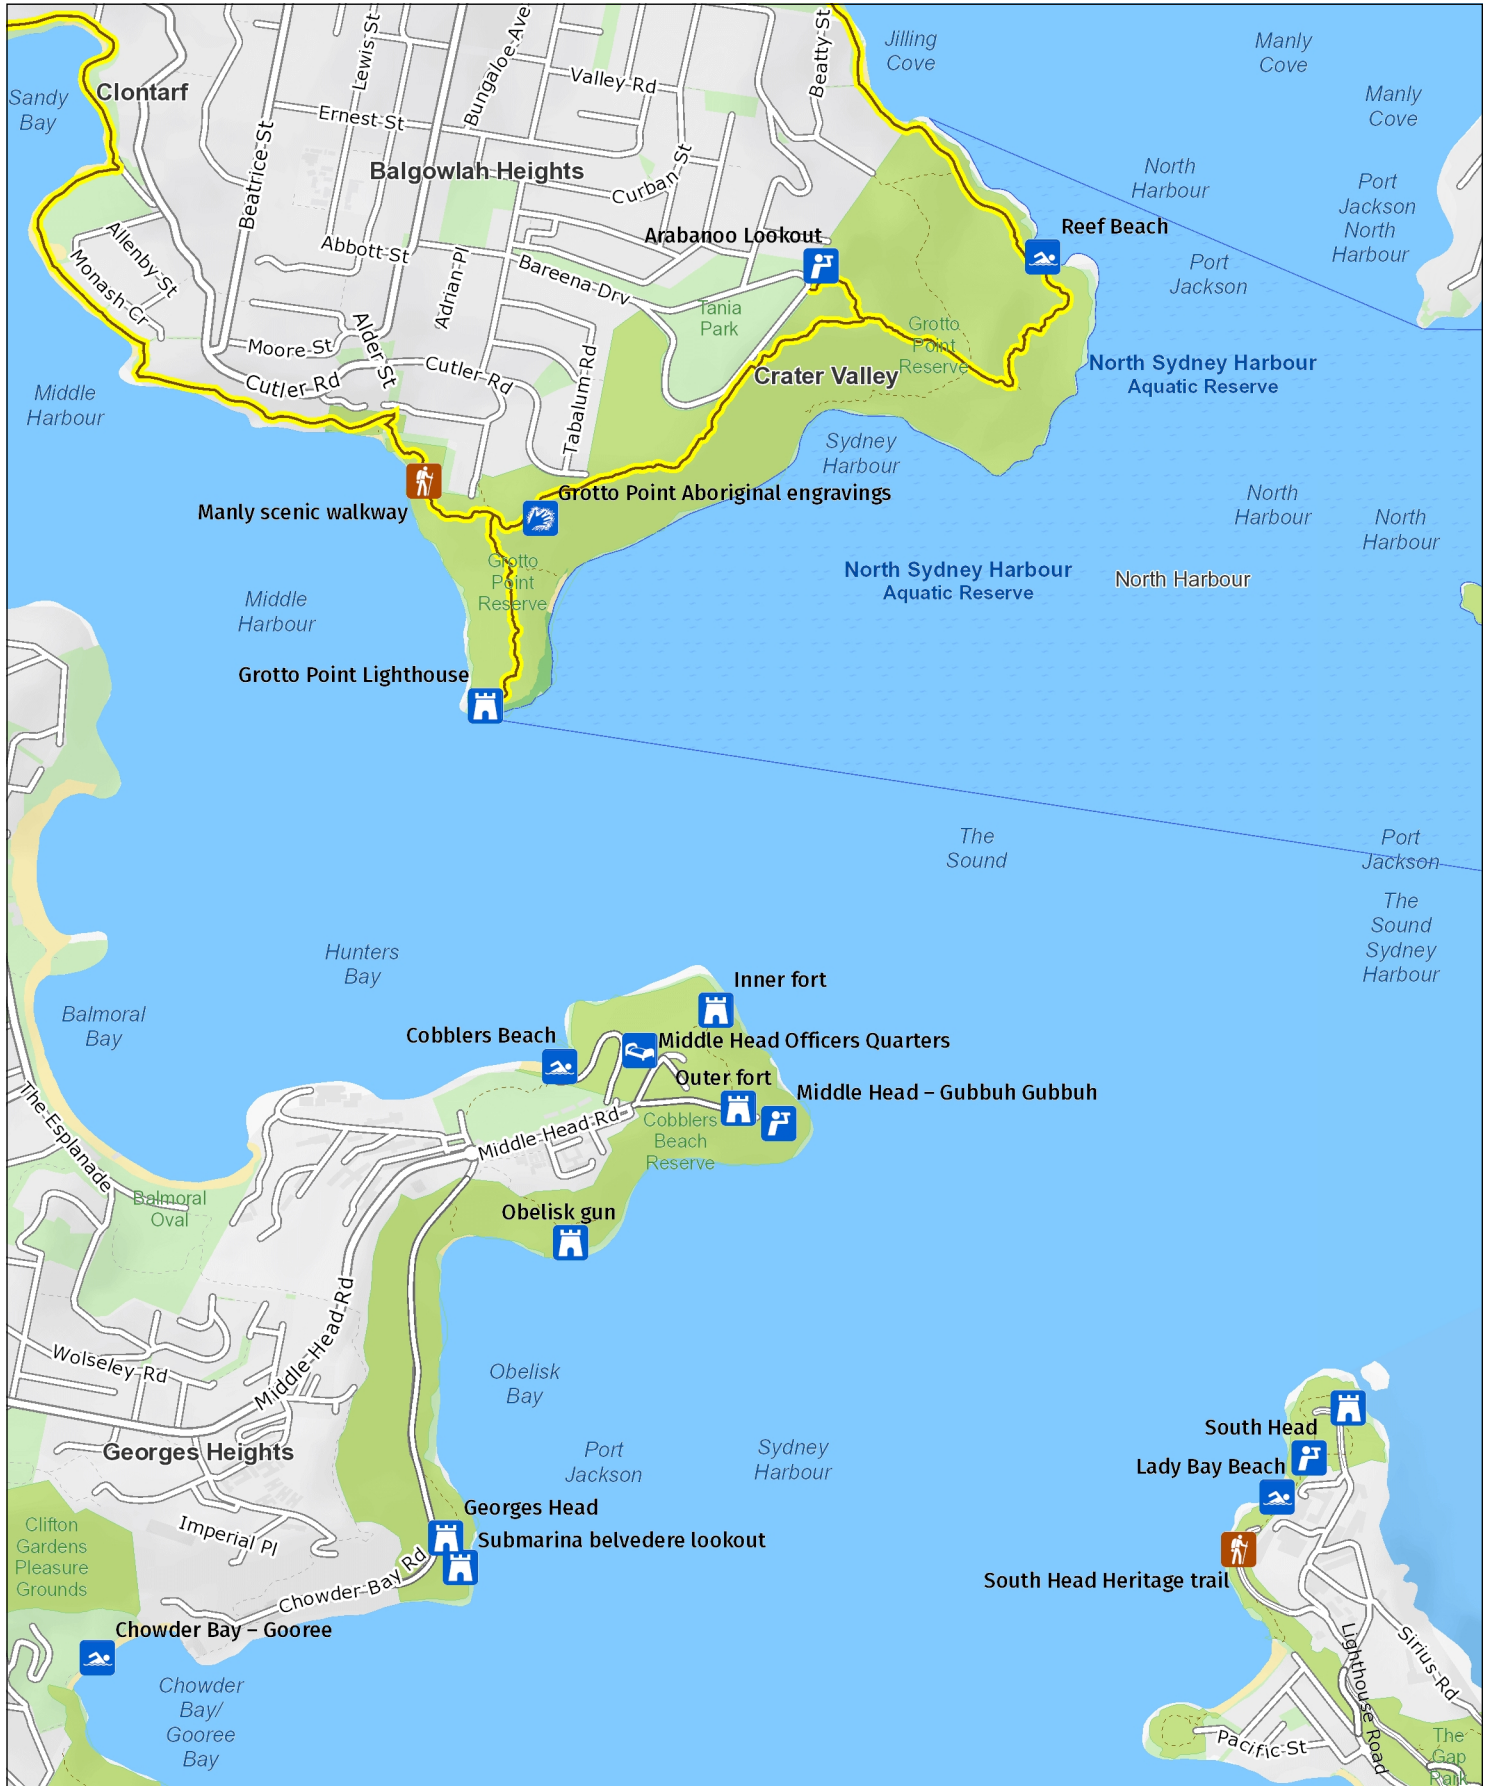 Jilling
Cove
Manly
Cove
Manly
Cove
Sandy
Bay
Clontarf
Lewis St
Bungaloe Ave
Beatty St
Valley Rd
Ernest St
Beatrice St
Balgowlah Heights
Curban St
North
Harbour
Port
Jackson
North
Harbour
Arabanoo Lookout
Reef Beach
Allenby St
Monash Cr
Abbott St
Adrian Pl
Bareena Drv
Port
Jackson
Tania
Park
Grotto
Point
Reserve
Moore St
Alder St
Cutler Rd
Cutler Rd
Tabalum Rd
Crater Valley
North Sydney Harbour
Aquatic Reserve
Middle
Harbour
Sydney
Harbour
Grotto Point Aboriginal engravings
Manly scenic walkway
North
Harbour
North
Harbour
Grotto
Point
Reserve
North Sydney Harbour
Aquatic Reserve
North Harbour
Middle
Harbour
Grotto Point Lighthouse
The
Sound
Port
Jackson
The
Sound
Sydney
Harbour
Hunters
Bay
Balmoral
Bay
Inner fort
Cobblers Beach
Middle Head Officers Quarters
Outer fort
Middle Head – Gubbuh Gubbuh
The Esplanade
Middle Head Rd
Cobblers
Beach
Reserve
Balmoral
Oval
Obelisk gun
Middle Head Rd
Wolseley Rd
Obelisk
Bay
Georges Heights
Port
Jackson
Sydney
Harbour
South Head
Lady Bay Beach
Georges Head
Submarina belvedere lookout
Clifton
Gardens
Pleasure
Grounds
Imperial Pl
Chowder Bay Rd
South Head Heritage trail
Chowder Bay – Gooree
Chowder
Bay/
Gooree
Bay
Lighthouse Road
Sirius Rd
Pacific St
The
Gap
Park